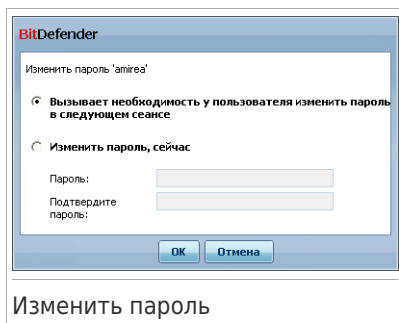 BitDefender
Изменить пароль 'amirea'
Вызывает необходимость у пользователя изменить пароль
в следующем сеансе
Изменить пароль, сейчас
Пароль:
Подтвердите
пароль:
OK Отмена
Изменить пароль